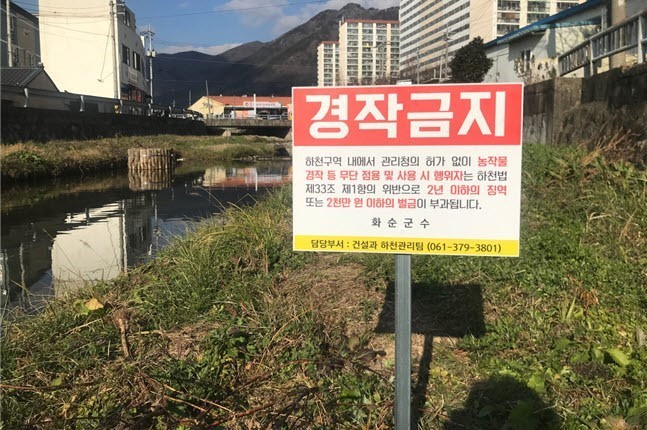 경작금지
하천구역 내에서 관리청의 허가 없이 농작물
경작 등 무단 점용 및 사용 시 행위자는 하천법
제33조 제1항의 위반으로 2년 이하의 징역
또는 2천만 원 이하의 벌금이 부과됩니다.
화순군수
담당부서 : 건설과 하천관리팀 (061-379-3801)